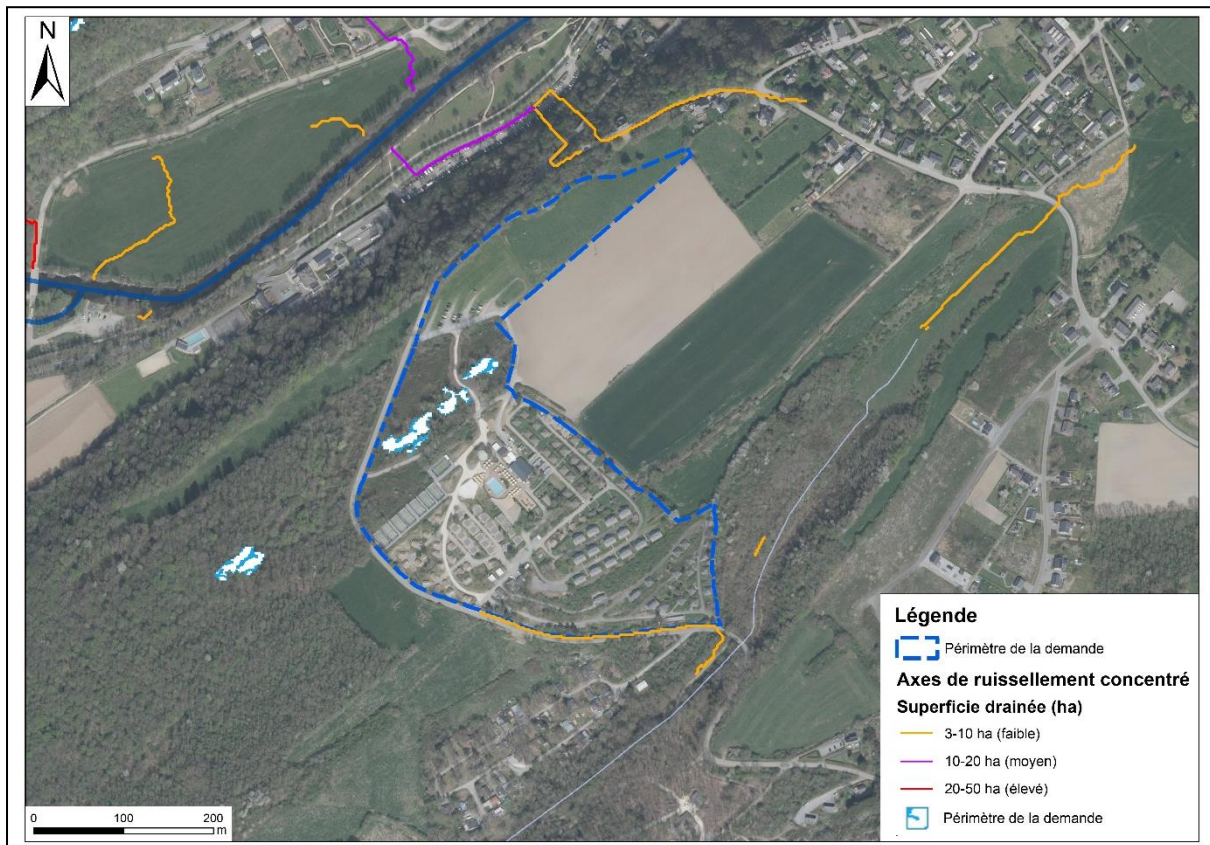 N
Légende
Périmètre de la demande
Axes de ruissellement concentré
Superficie drainée (ha)
3-10 ha (faible)
10-20 ha (moyen)
20-50 ha (élevé)
Périmètre de la demande
0 100 200
m